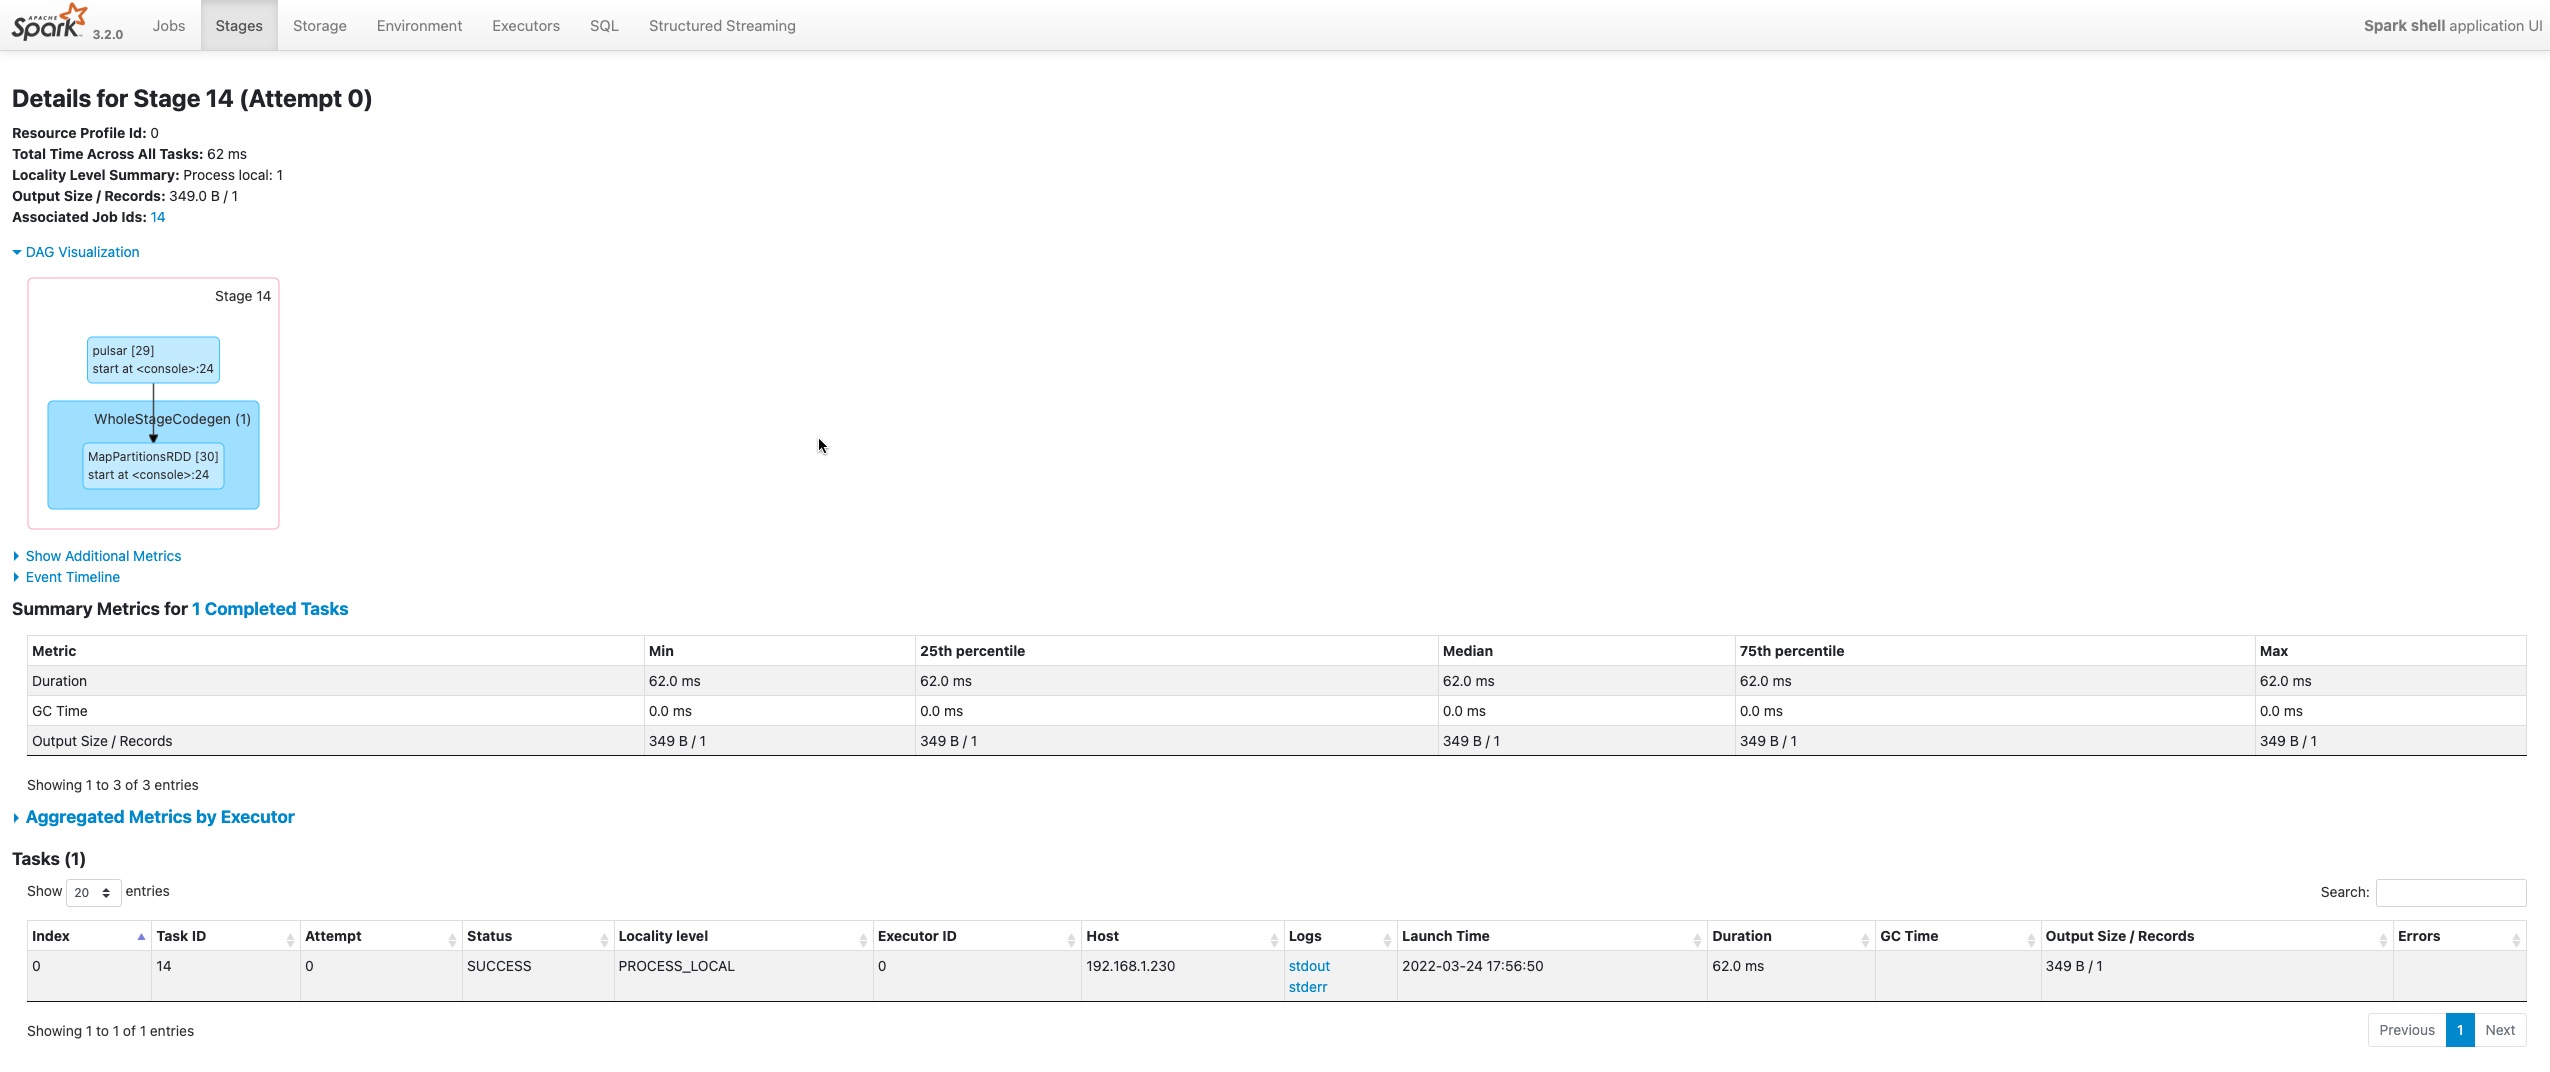 APACHE Spark 3.2.0 Jobs Stages Storage Environment Executors SQL Structured Streaming Spark shell application UI
Details for Stage 14 (Attempt 0)
Resource Profile Id: 0
Total Time Across All Tasks: 62 ms
Locality Level Summary: Process local: 1
Output Size / Records: 349.0 B / 1
Associated Job Ids: 14
DAG Visualization
Stage 14
pulsar [29]
start at <console>:24
WholeStageCodegen (1)
MapPartitionsRDD [30]
start at <console>:24
Show Additional Metrics
Event Timeline
Summary Metrics for 1 Completed Tasks
Metric Min 25th percentile Median 75th percentile Max
Duration 62.0 ms 62.0 ms 62.0 ms 62.0 ms 62.0 ms
GC Time 0.0 ms 0.0 ms 0.0 ms 0.0 ms 0.0 ms
Output Size / Records 349 B / 1 349 B / 1 349 B / 1 349 B / 1 349 B / 1
Showing 1 to 3 of 3 entries
Aggregated Metrics by Executor
Tasks (1)
Show 20 entries Search:
Index Task ID Attempt Status Locality level Executor ID Host Logs Launch Time Duration GC Time Output Size / Records Errors
0 14 0 SUCCESS PROCESS_LOCAL 0 192.168.1.230 stdout 2022-03-24 17:56:50 62.0 ms 349 B / 1
stderr
Showing 1 to 1 of 1 entries Previous 1 Next